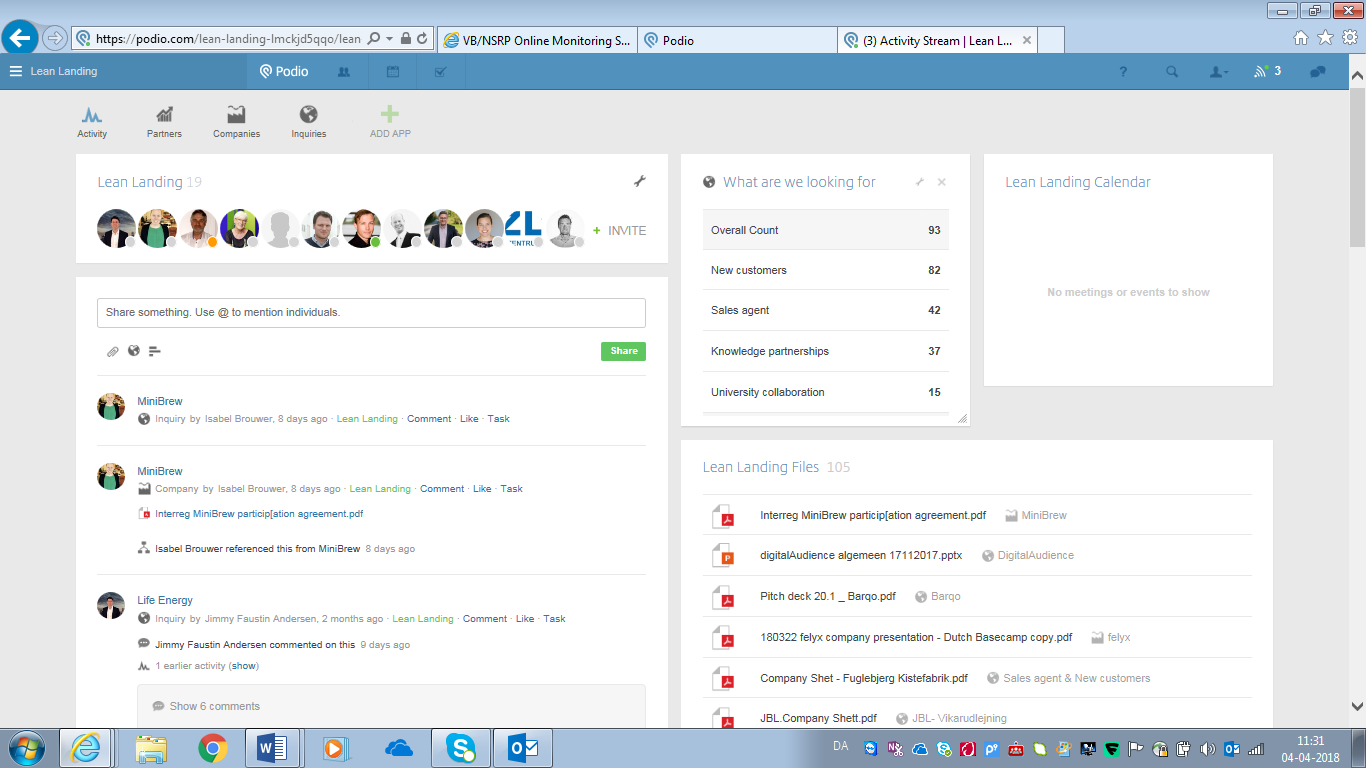 https://podio.com/lean-landing-lmckjd5qqo/lean
VB/NSRP Online Monitoring S...
Podio
(3) Activity Stream | Lean L...
Lean Landing
Podio
? 3
Activity
Partners
Companies
Inquiries
ADD APP
Lean Landing 19
+ INVITE
Share something. Use @ to mention individuals.
Share
MiniBrew
Inquiry by Isabel Brouwer, 8 days ago · Lean Landing · Comment · Like · Task
MiniBrew
Company by Isabel Brouwer, 8 days ago · Lean Landing · Comment · Like · Task
Interreg MiniBrew particip[ation agreement.pdf
Isabel Brouwer referenced this from MiniBrew 8 days ago
Life Energy
Inquiry by Jimmy Faustin Andersen, 2 months ago · Lean Landing · Comment · Like · Task
Jimmy Faustin Andersen commented on this 9 days ago
1 earlier activity (show)
Show 6 comments
What are we looking for
Overall Count 93
New customers 82
Sales agent 42
Knowledge partnerships 37
University collaboration 15
Lean Landing Calendar
No meetings or events to show
Lean Landing Files 105
Interreg MiniBrew particip[ation agreement.pdf MiniBrew
digitalAudience algemeen 17112017.pptx DigitalAudience
Pitch deck 20.1 _ Barqo.pdf Barqo
180322 felyx company presentation - Dutch Basecamp copy.pdf felyx
Company Shet - Fuglebjerg Kistefabrik.pdf Sales agent & New customers
JBL.Company Shett.pdf JBL- Vikarudlejning
DA
11:31
04-04-2018